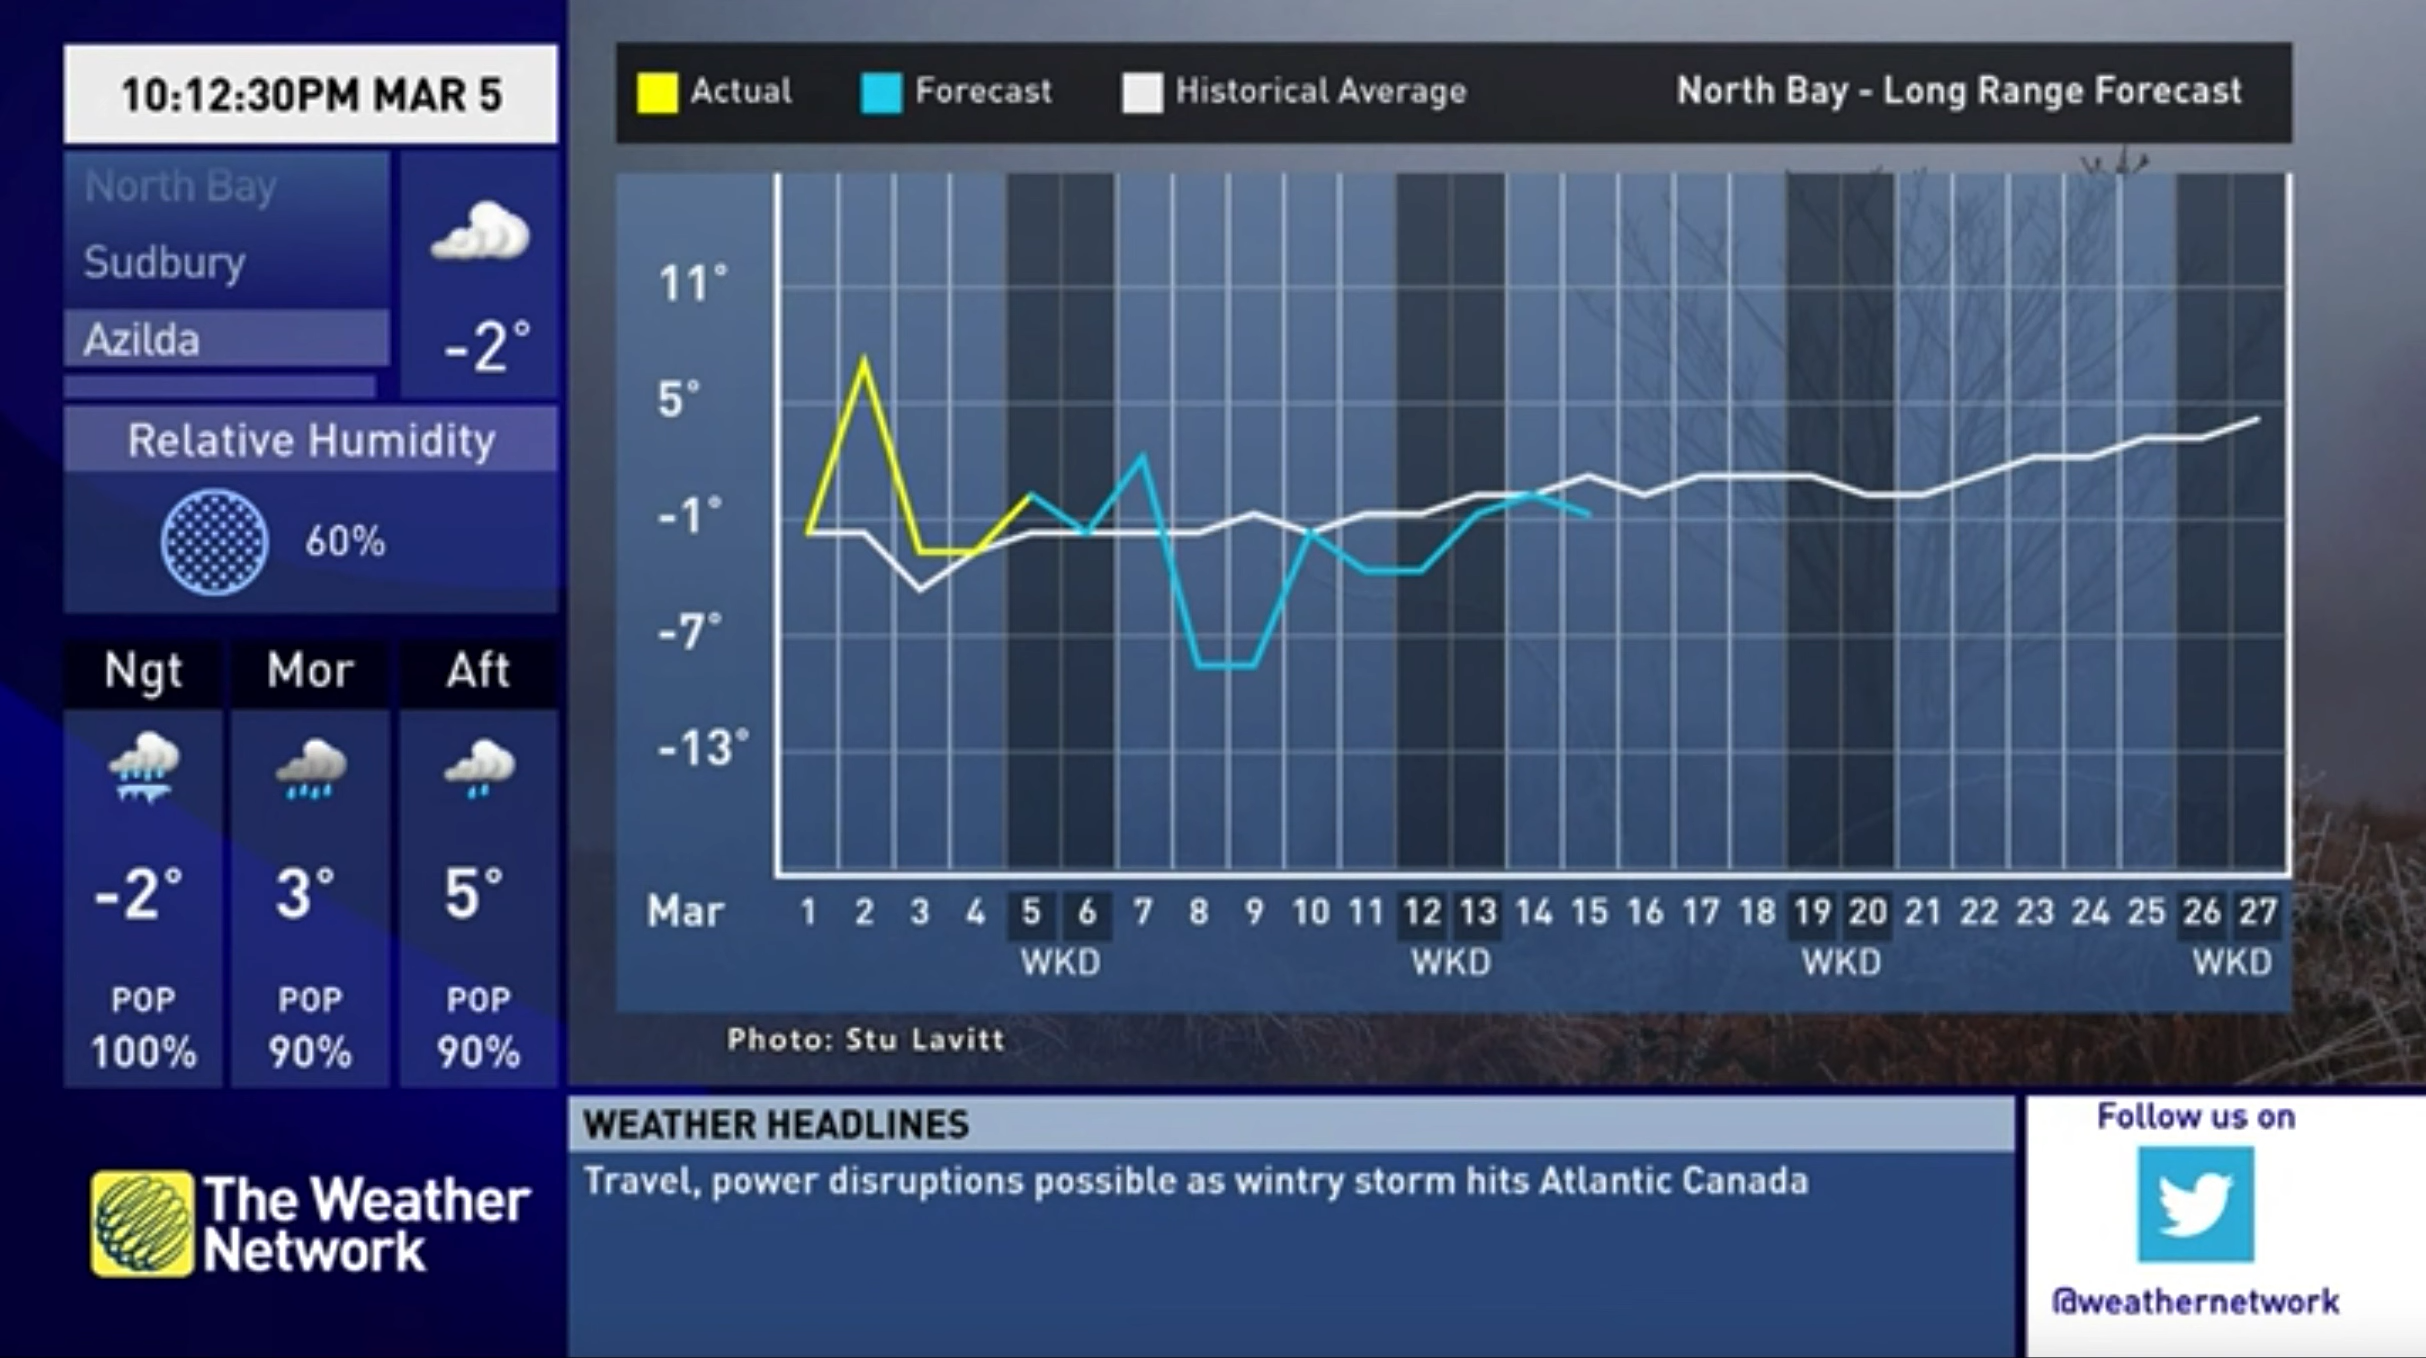 10:12:30PM MAR 5
North Bay
Sudbury
Azilda
-2°
Relative Humidity
60%
Ngt Mor Aft
-2° 3° 5°
POP POP POP
100% 90% 90%
The Weather
Network
Actual Forecast Historical Average North Bay - Long Range Forecast
11°
5°
-1°
-7°
-13°
Mar 1 2 3 4 5 6 7 8 9 10 11 12 13 14 15 16 17 18 19 20 21 22 23 24 25 26 27
WKD WKD WKD WKD
Photo: Stu Lavitt
WEATHER HEADLINES
Travel, power disruptions possible as wintry storm hits Atlantic Canada
Follow us on
@weathernetwork